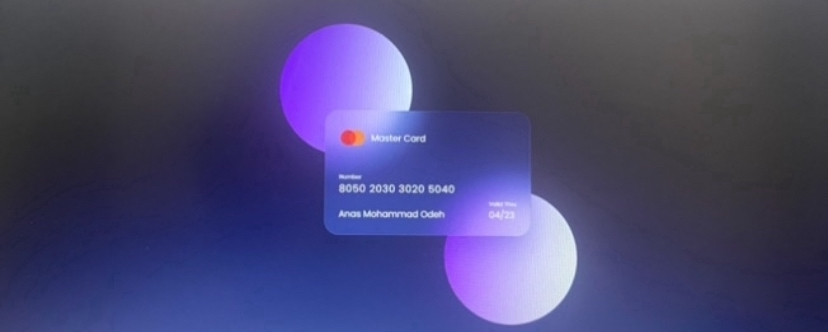 Master Card
Number
8050 2030 3020 5040
Valid Thru
Anas Mohammad Odeh
04/23